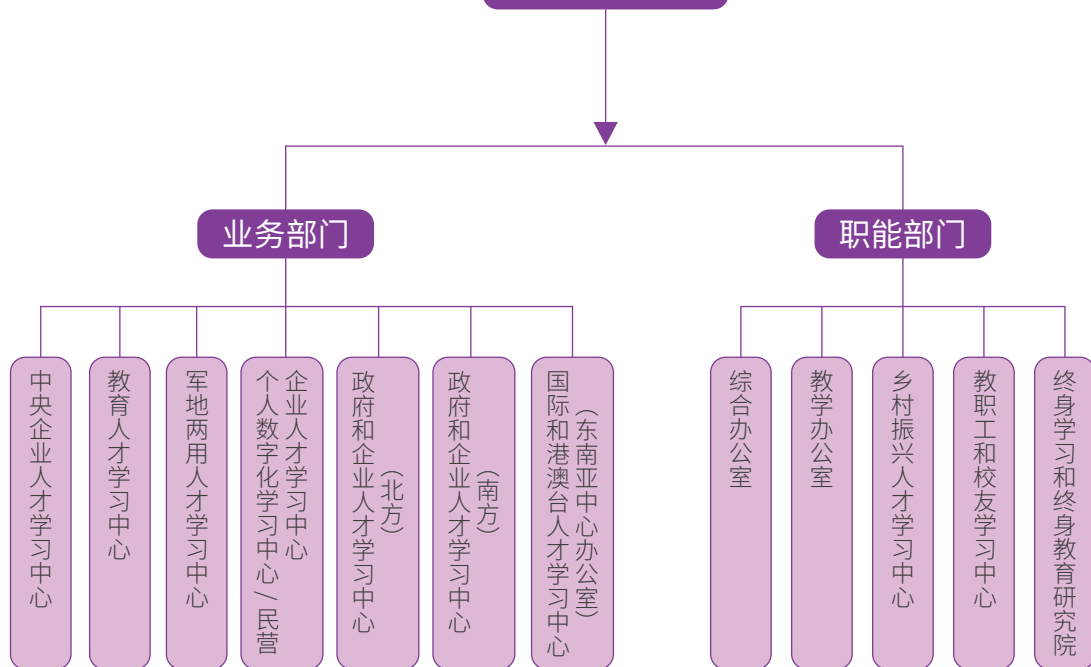 业务部门
职能部门
中央企业人才学习中心
教育人才学习中心
军地两用人才学习中心
个人数字化学习中心/民营
企业人才学习中心
政府和企业人才学习中心
（北方）
政府和企业人才学习中心
（南方）
国际和港澳台人才学习中心
（东南亚中心办公室）
综合办公室
教学办公室
乡村振兴人才学习中心
教职工和校友学习中心
终身学习和终身教育研究院